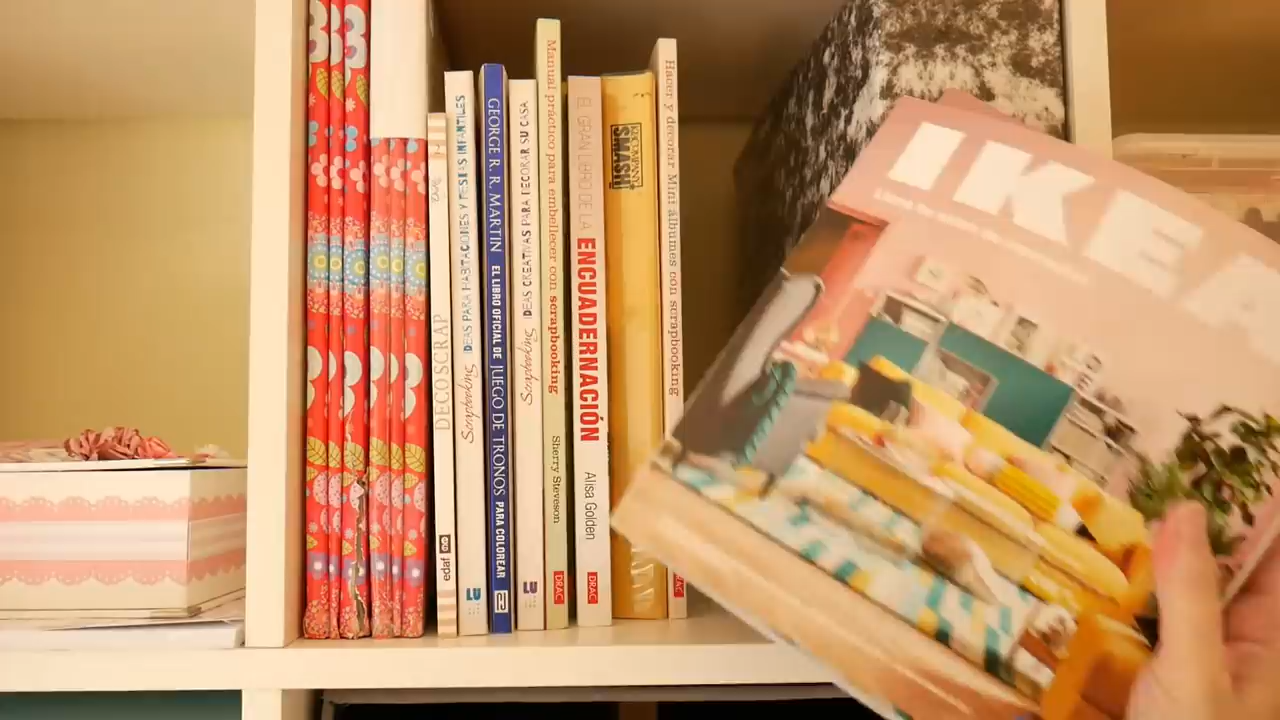 DECOSCRAP
edaf
Scrapbooking IDEAS PARA HABITACIONES Y FIESTAS INFANTILES
LU
GEORGE R. R. MARTIN EL LIBRO OFICIAL DE JUEGO DE TRONOS PARA COLOREAR
Scrapbooking IDEAS CREATIVAS PARA DECORAR SU CASA
LU
Manual práctico para embellecer con scrapbooking
Sherry Steveson
DRAC
EL GRAN LIBRO DE LA ENCUADERNACIÓN
Alisa Golden
DRAC
SMASH
Hacer y decorar Mini álbumes con scrapbooking
DRAC
IKEA